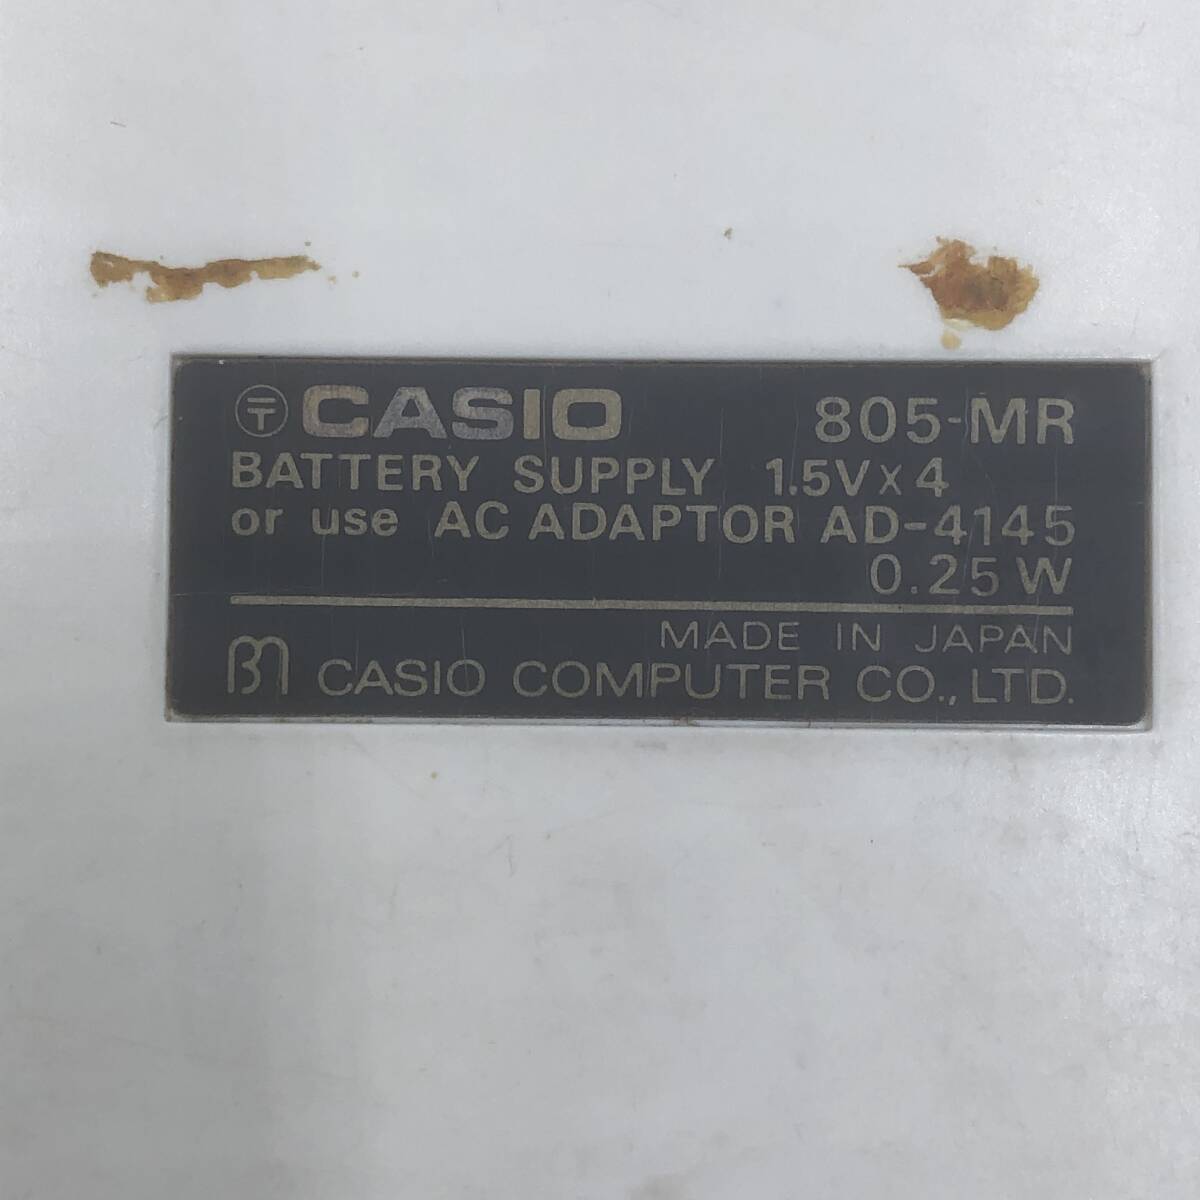 〒 CASIO 805-MR
BATTERY SUPPLY 1.5V×4
or use AC ADAPTOR AD-4145
0.25 W
MADE IN JAPAN
CASIO COMPUTER CO., LTD.